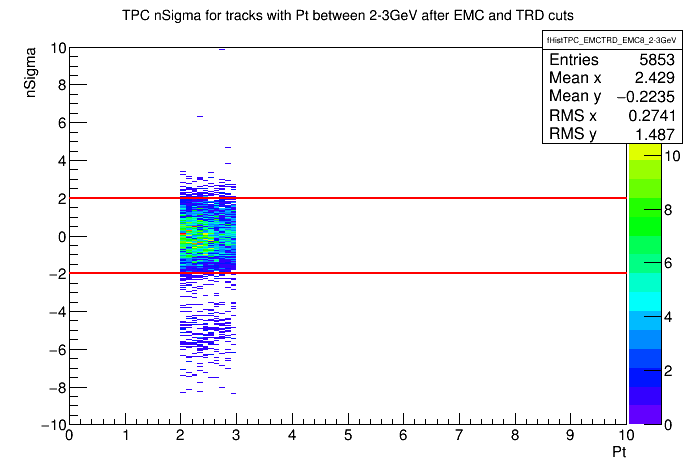 TPC nSigma for tracks with Pt between 2-3GeV after EMC and TRD cuts
fHistTPC_EMCTRD_EMC8_2-3GeV
Entries 5853
Mean x 2.429
Mean y −0.2235
RMS x 0.2741
RMS y 1.487
nSigma
10
8
6
4
2
0
−2
−4
−6
−8
−10
10
8
6
4
2
0
0 1 2 3 4 5 6 7 8 9 10
Pt